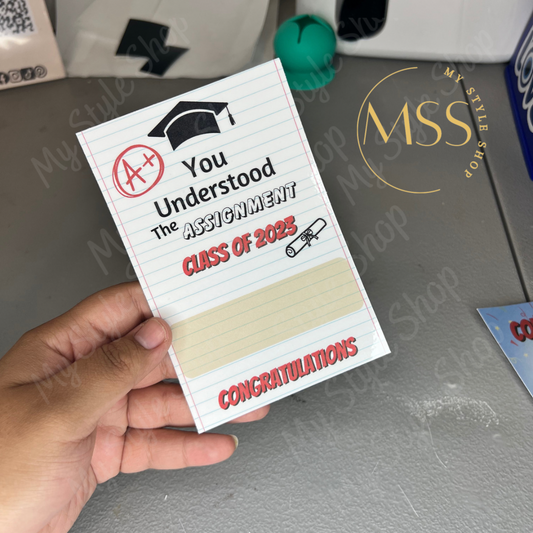 A+
You
Understood
The ASSIGNMENT
CLASS OF 2023
CONGRATULATIONS
MSS
MY STYLE SHOP
My Style Shop